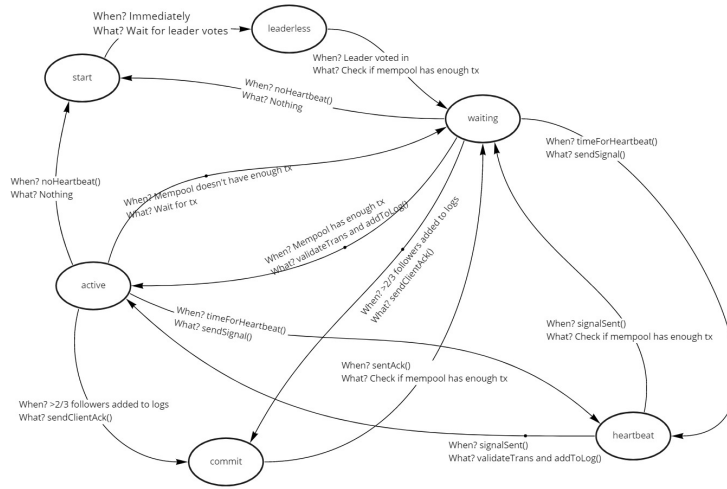 When? Immediately
What? Wait for leader votes
leaderless
When? Leader voted in
What? Check if mempool has enough tx
start
When? noHeartbeat()
What? Nothing
waiting
When? timeForHeartbeat()
What? sendSignal()
When? noHeartbeat()
What? Nothing
When? Mempool doesn't have enough tx
What? Wait for tx
When? Mempool has enough tx
What? validateTrans and addToLog()
When? >2/3 followers added to logs
What? sendClientAck()
active
When? timeForHeartbeat()
What? sendSignal()
When? signalSent()
What? Check if mempool has enough tx
When? sentAck()
What? Check if mempool has enough tx
When? >2/3 followers added to logs
What? sendClientAck()
heartbeat
When? signalSent()
What? validateTrans and addToLog()
commit